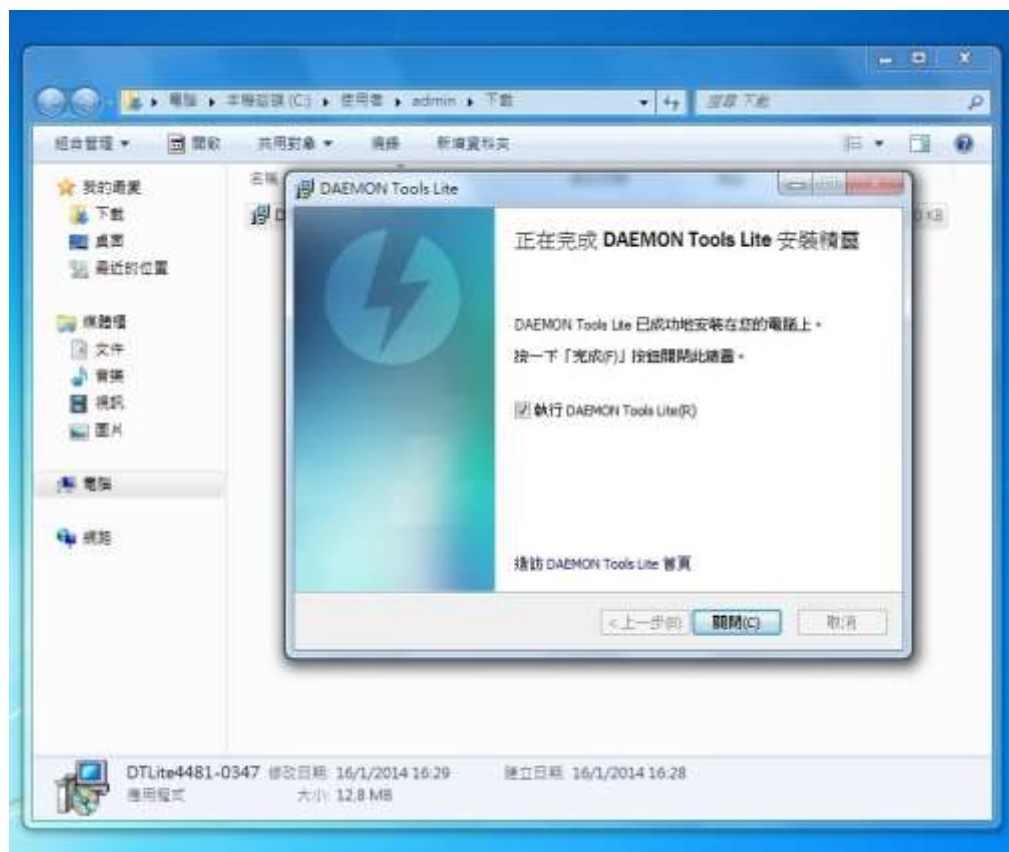 電腦 ▸ 本機磁碟 (C:) ▸ 使用者 ▸ admin ▸ 下載
搜尋 下載
組合管理 開啟 共用對象 燒錄 新增資料夾
我的最愛
下載
桌面
最近的位置
媒體櫃
文件
音樂
視訊
圖片
電腦
網路
名稱
DAEMON Tools Lite
正在完成 DAEMON Tools Lite 安裝精靈
DAEMON Tools Lite 已成功地安裝在您的電腦上。
按一下「完成(F)」按鈕關閉此精靈。
執行 DAEMON Tools Lite(R)
造訪 DAEMON Tools Lite 首頁
<上一步(B) 關閉(C) 取消
DTLite4481-0347 修改日期: 16/1/2014 16:29 建立日期: 16/1/2014 16:28
應用程式 大小: 12.8 MB